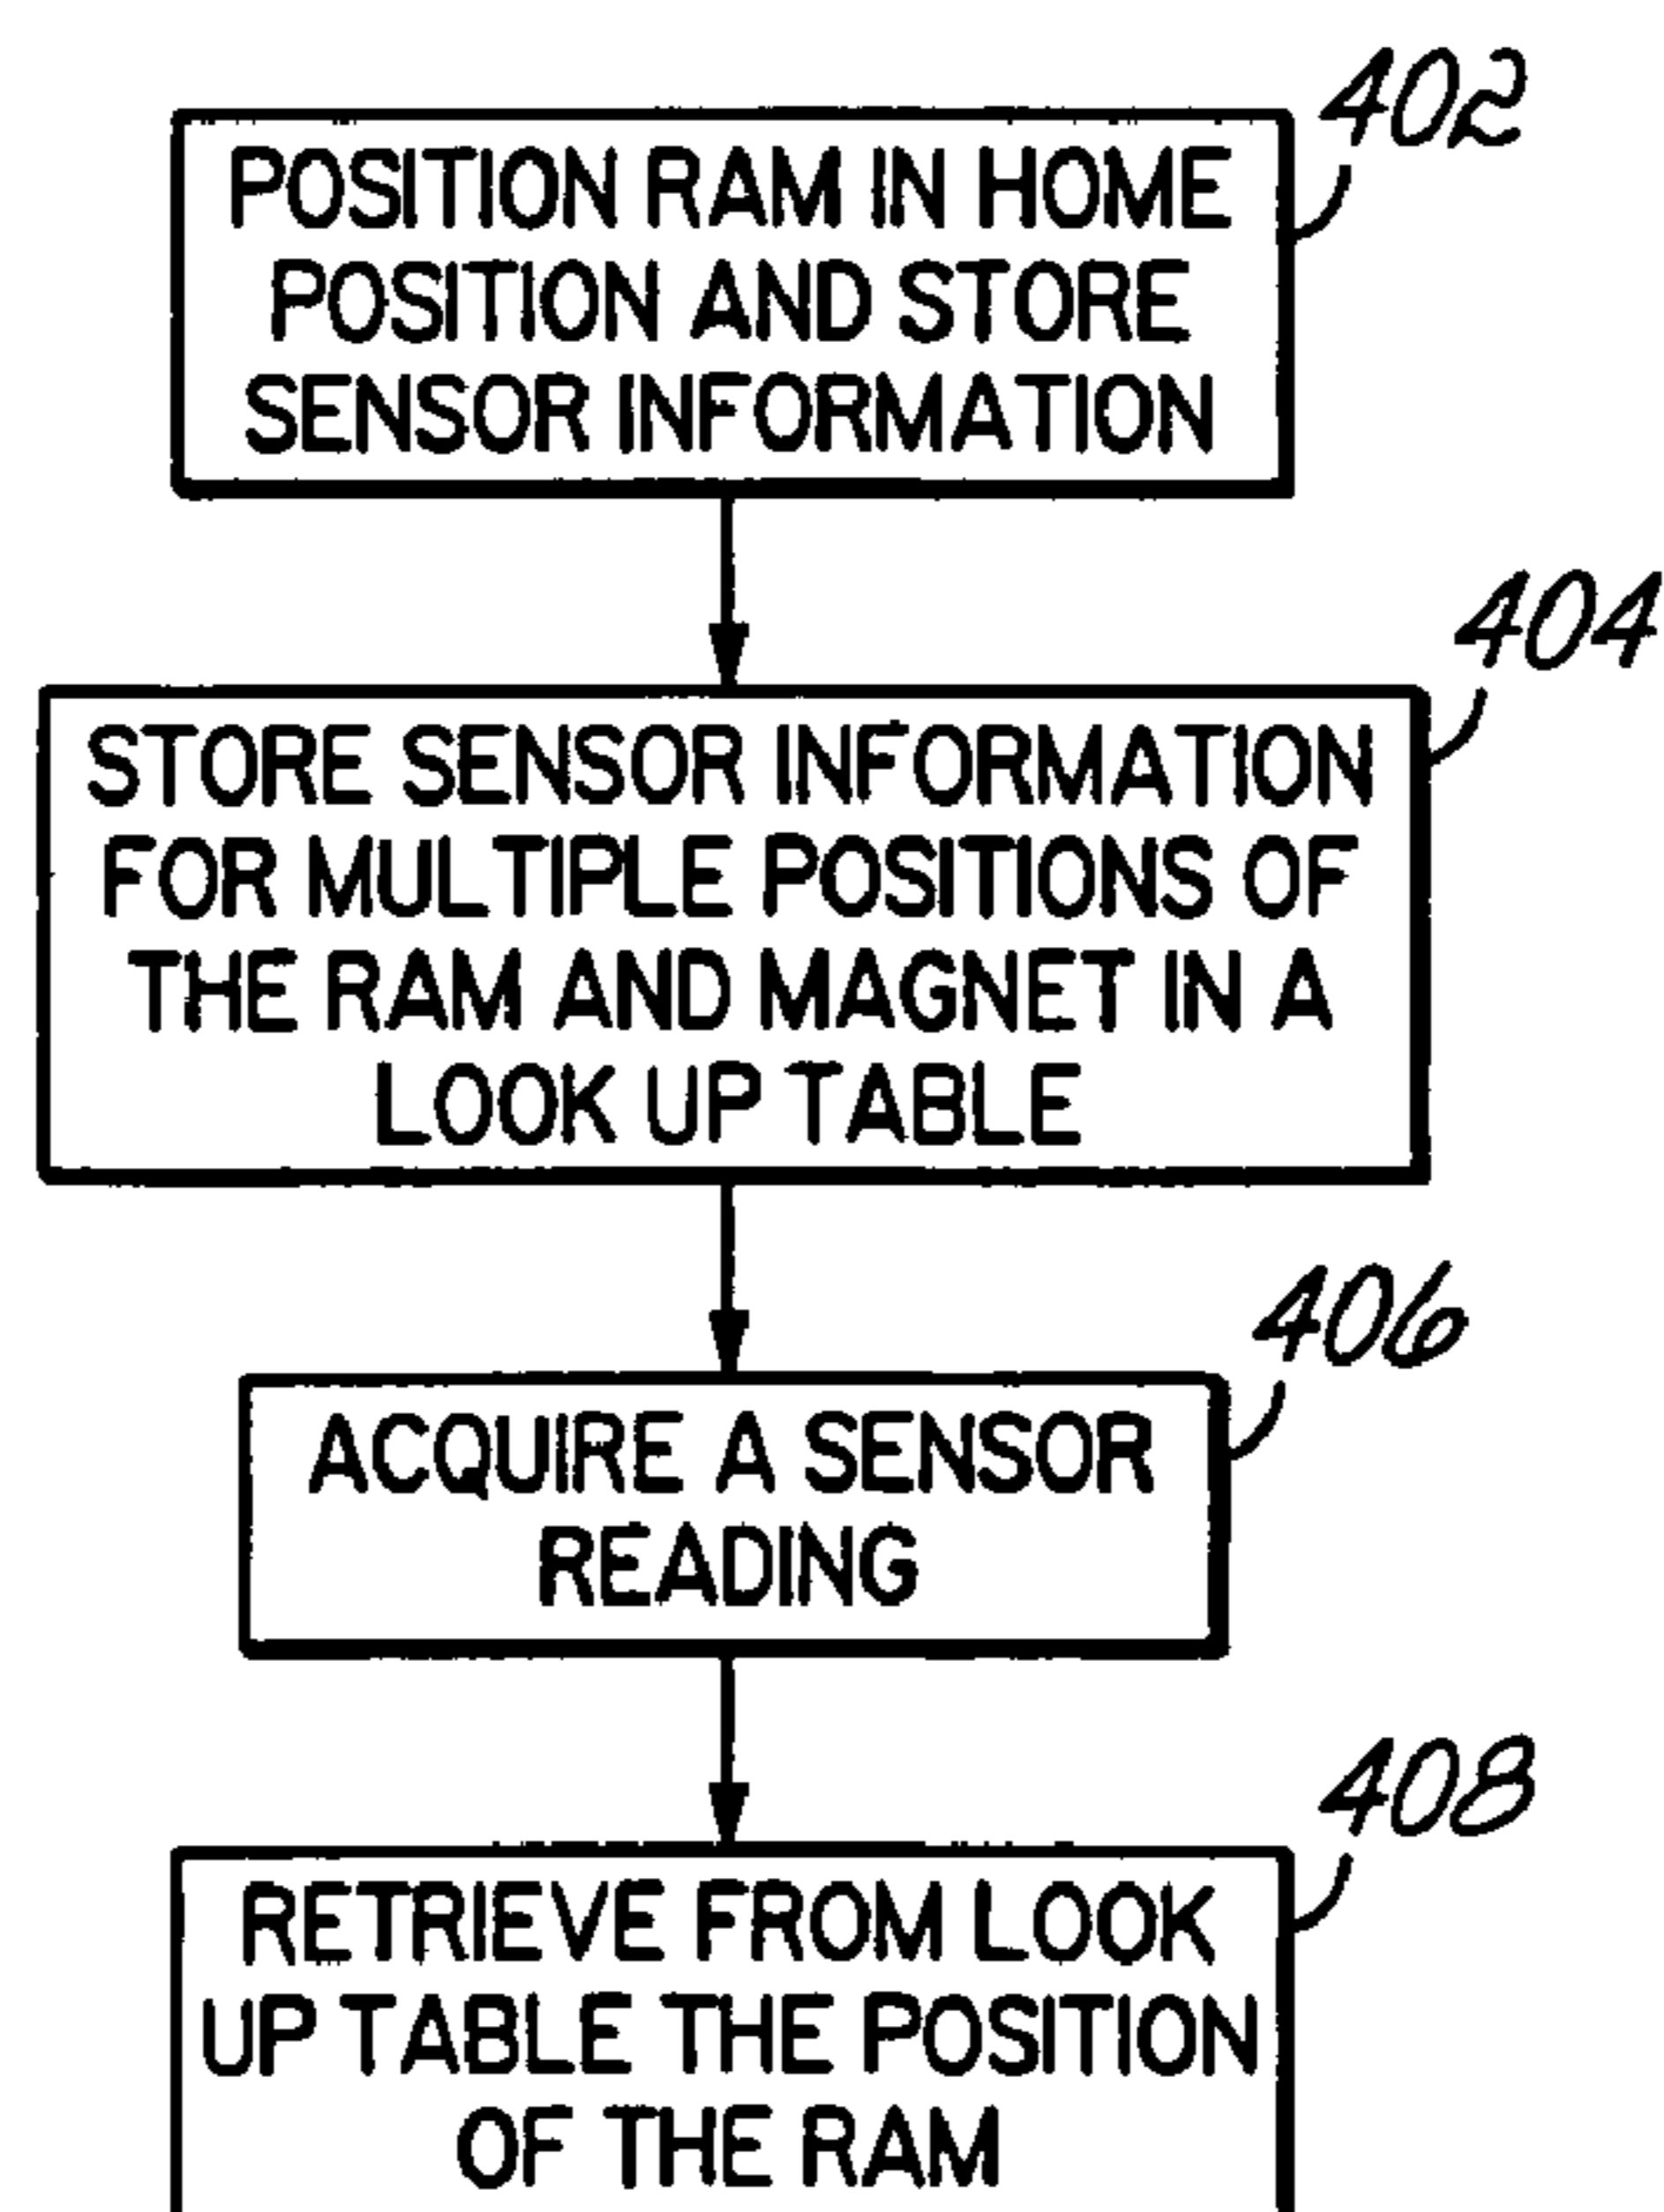 402
POSITION RAM IN HOME
POSITION AND STORE
SENSOR INFORMATION
404
STORE SENSOR INFORMATION
FOR MULTIPLE POSITIONS OF
THE RAM AND MAGNET IN A
LOOK UP TABLE
406
ACQUIRE A SENSOR
READING
408
RETRIEVE FROM LOOK
UP TABLE THE POSITION
OF THE RAM